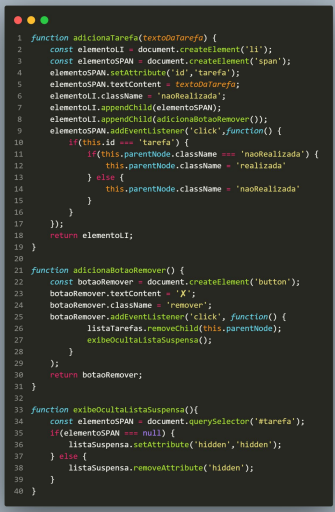 1 function adicionaTarefa(textoDaTarefa) {
2 const elementoLI = document.createElement('li');
3 const elementoSPAN = document.createElement('span');
4 elementoSPAN.setAttribute('id','tarefa');
5 elementoSPAN.textContent = textoDaTarefa;
6 elementoLI.className = 'naoRealizada';
7 elementoLI.appendChild(elementoSPAN);
8 elementoLI.appendChild(adicionaBotaoRemover());
9 elementoSPAN.addEventListener('click',function() {
10 if(this.id === 'tarefa') {
11 if(this.parentNode.className === 'naoRealizada') {
12 this.parentNode.className = 'realizada'
13 } else {
14 this.parentNode.className = 'naoRealizada'
15 }
16 }
17 });
18 return elementoLI;
19 }
20
21 function adicionaBotaoRemover() {
22 const botaoRemover = document.createElement('button');
23 botaoRemover.textContent = '✘';
24 botaoRemover.className = 'remover';
25 botaoRemover.addEventListener('click', function() {
26 listaTarefas.removeChild(this.parentNode);
27 exibeOcultaListaSuspensa();
28 }
29 );
30 return botaoRemover;
31 }
32
33 function exibeOcultaListaSuspensa(){
34 const elementoSPAN = document.querySelector('#tarefa');
35 if(elementoSPAN === null) {
36 listaSuspensa.setAttribute('hidden','hidden');
37 } else {
38 listaSuspensa.removeAttribute('hidden');
39 }
40 }